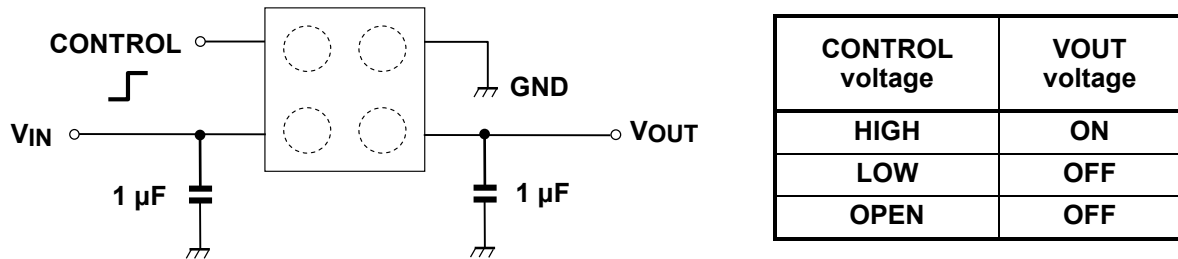 CONTROL
GND
VIN
VOUT
1 µF
1 µF
CONTROL voltage
VOUT voltage
HIGH
ON
LOW
OFF
OPEN
OFF